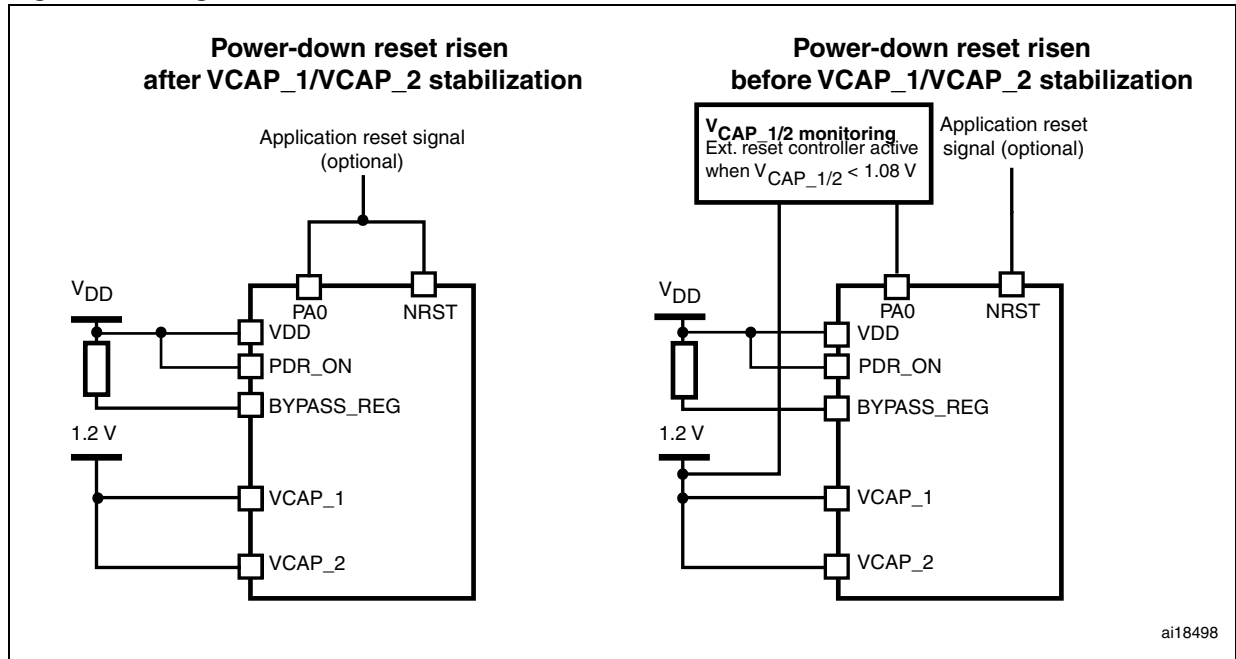 Power-down reset risen
after VCAP_1/VCAP_2 stabilization
Application reset signal
(optional)
VDD
PA0
NRST
VDD
PDR_ON
BYPASS_REG
1.2 V
VCAP_1
VCAP_2
Power-down reset risen
before VCAP_1/VCAP_2 stabilization
VCAP_1/2 monitoring
Ext. reset controller active
when VCAP_1/2 < 1.08 V
Application reset
signal (optional)
VDD
PA0
NRST
VDD
PDR_ON
BYPASS_REG
1.2 V
VCAP_1
VCAP_2
ai18498